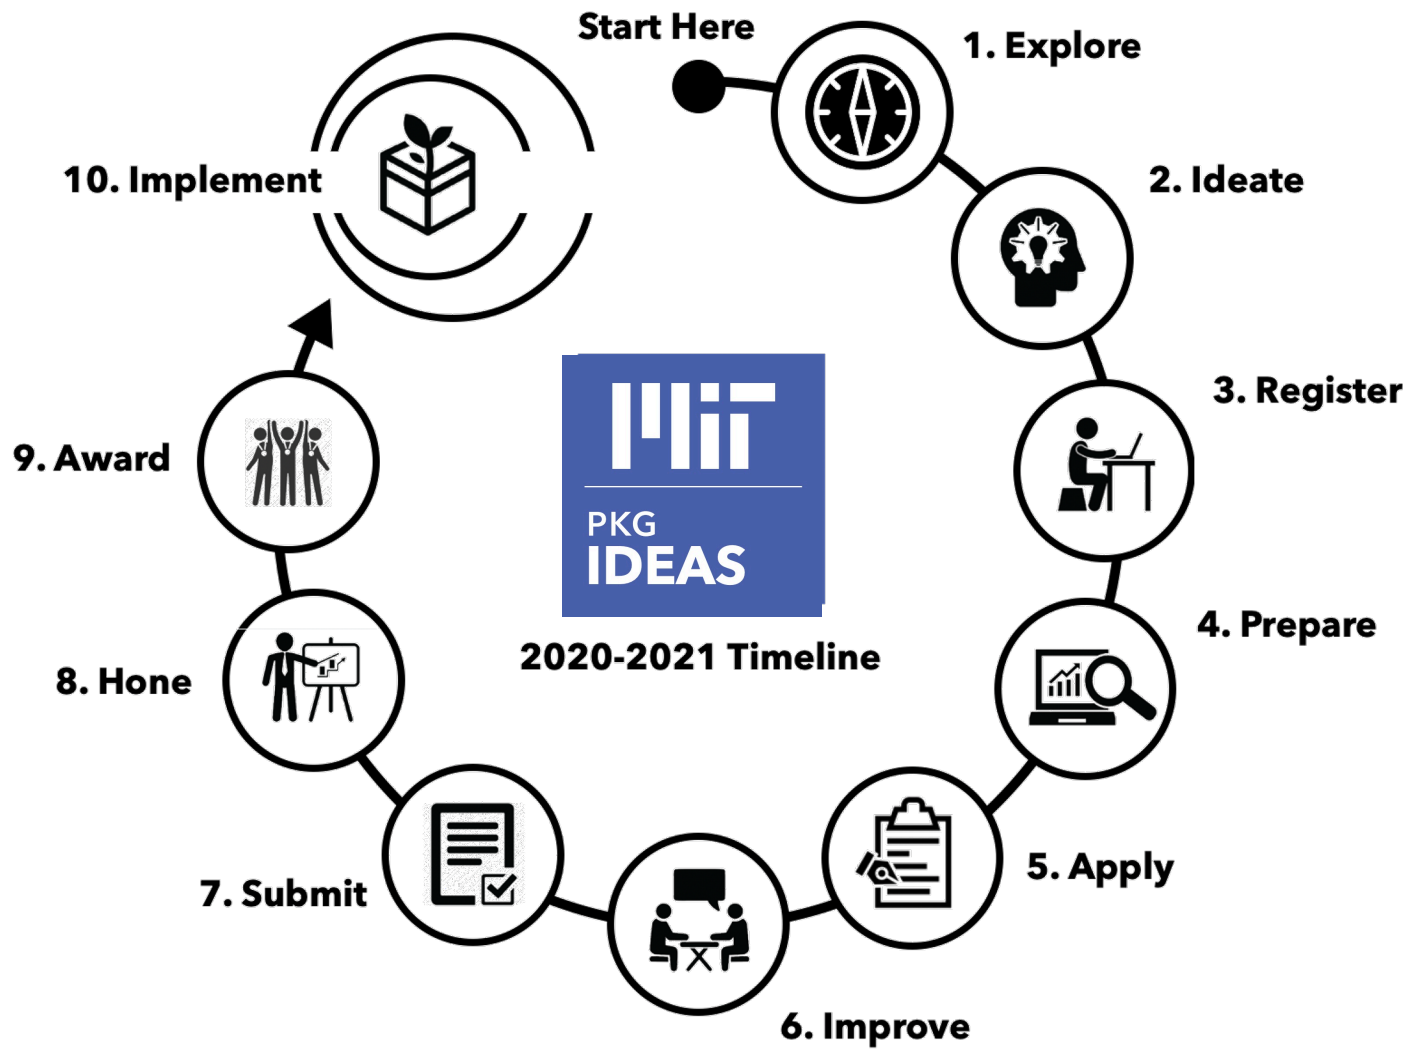 Start Here
1. Explore
2. Ideate
3. Register
4. Prepare
5. Apply
6. Improve
7. Submit
8. Hone
9. Award
10. Implement
MIT
PKG
IDEAS
2020-2021 Timeline